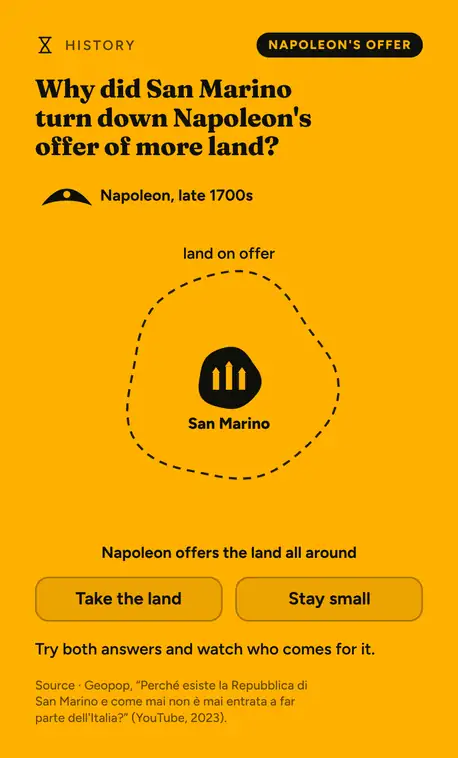 HISTORY
NAPOLEON'S OFFER
Why did San Marino
turn down Napoleon's
offer of more land?
Napoleon, late 1700s
land on offer
San Marino
Napoleon offers the land all around
Take the land
Stay small
Try both answers and watch who comes for it.
Source · Geopop, “Perché esiste la Repubblica di
San Marino e come mai non è mai entrata a far
parte dell'Italia?” (YouTube, 2023).